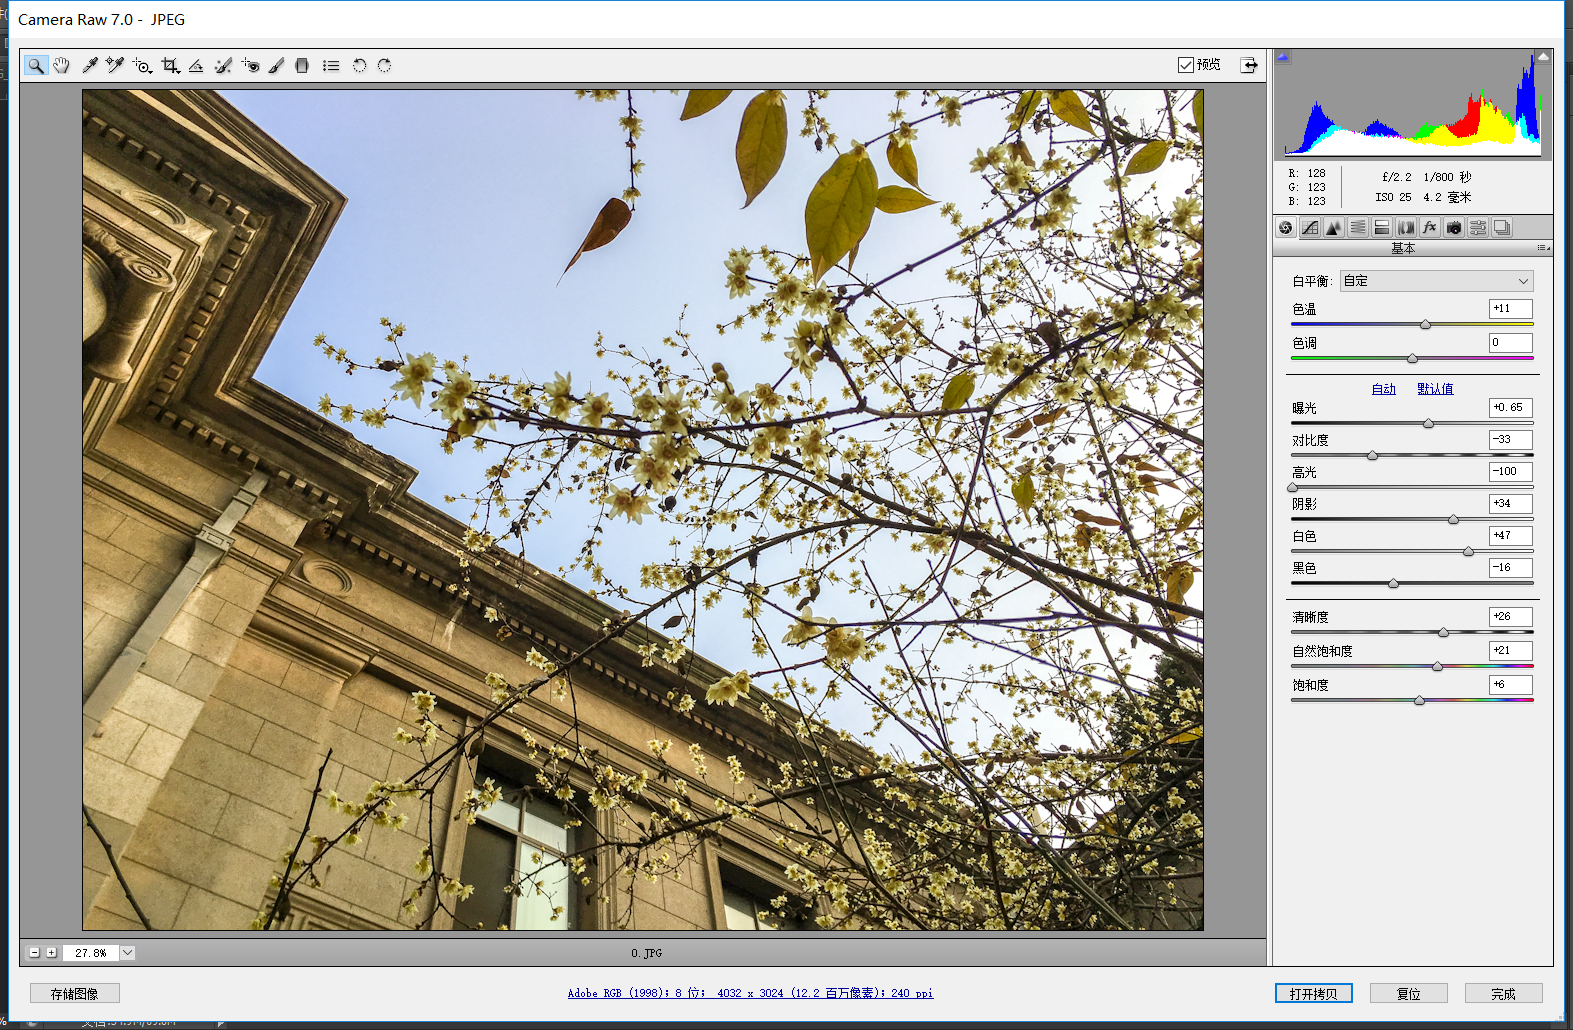 Camera Raw 7.0 - JPEG
预览
R: 128
G: 123
B: 123
f/2.2 1/800 秒
ISO 25 4.2 毫米
基本
白平衡: 自定
色温 +11
色调 0
自动 默认值
曝光 +0.65
对比度 -33
高光 -100
阴影 +34
白色 +47
黑色 -16
清晰度 +26
自然饱和度 +21
饱和度 +6
27.8%
0.JPG
存储图像
Adobe RGB (1998); 8 位; 4032 x 3024 (12.2 百万像素); 240 ppi
打开拷贝
复位
完成